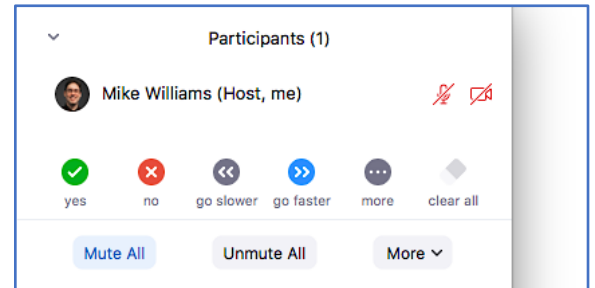 Participants (1)
Mike Williams (Host, me)
yes no go slower go faster more clear all
Mute All Unmute All More